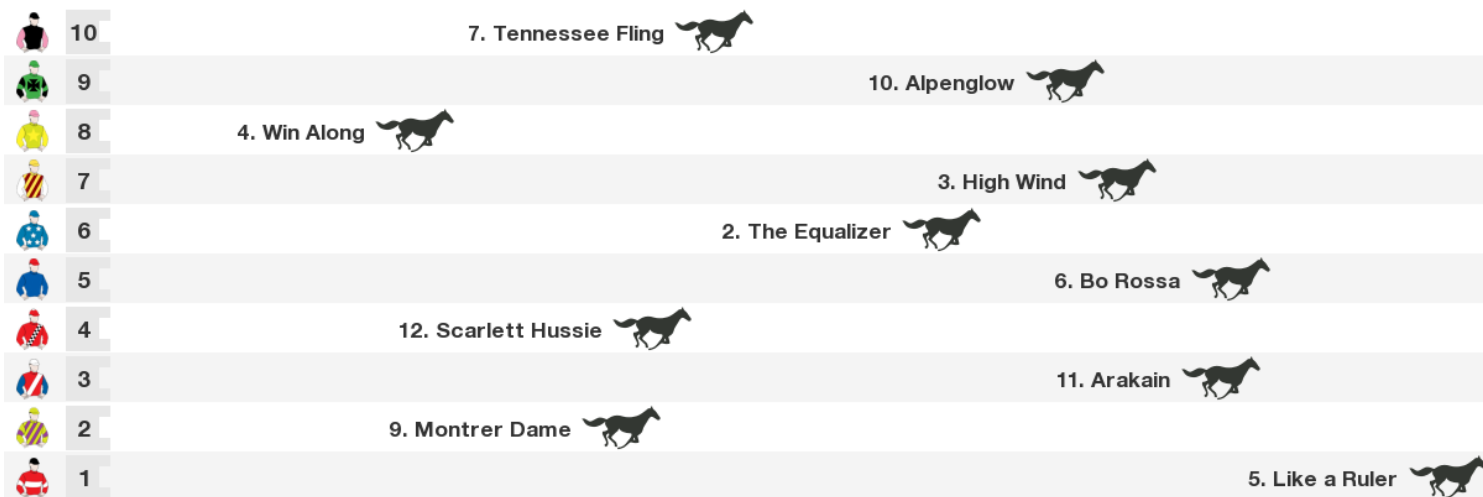 10 7. Tennessee Fling
9 10. Alpenglow
8 4. Win Along
7 3. High Wind
6 2. The Equalizer
5 6. Bo Rossa
4 12. Scarlett Hussie
3 11. Arakain
2 9. Montrer Dame
1 5. Like a Ruler